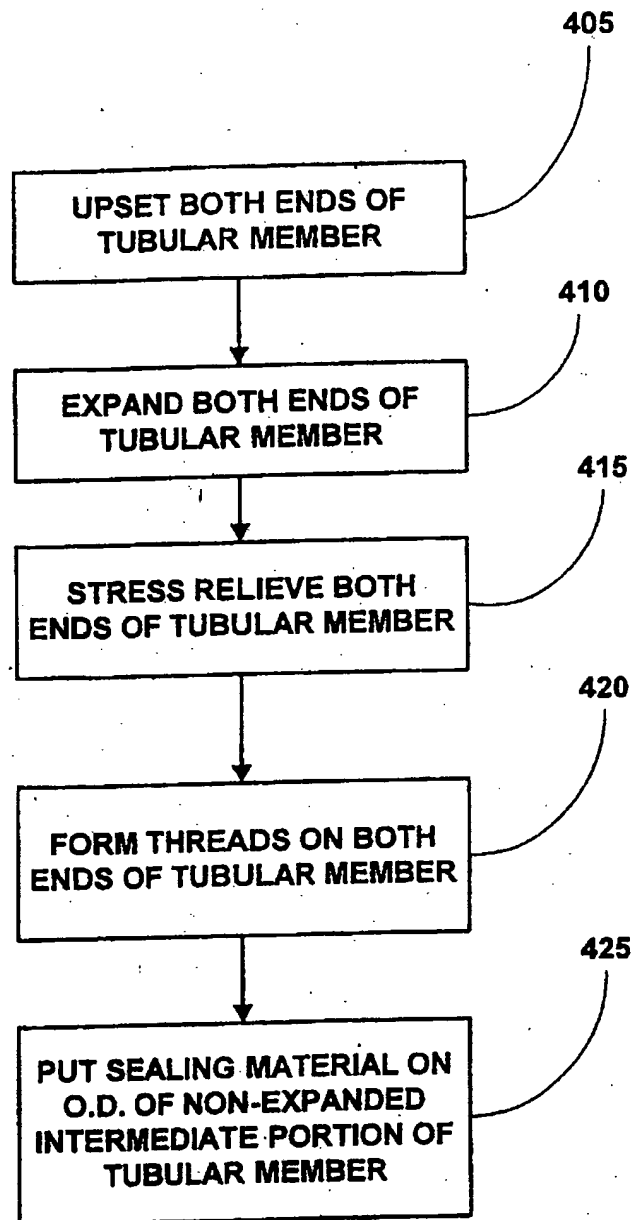 405
UPSET BOTH ENDS OF
TUBULAR MEMBER
410
EXPAND BOTH ENDS OF
TUBULAR MEMBER
415
STRESS RELIEVE BOTH
ENDS OF TUBULAR MEMBER
420
FORM THREADS ON BOTH
ENDS OF TUBULAR MEMBER
425
PUT SEALING MATERIAL ON
O.D. OF NON-EXPANDED
INTERMEDIATE PORTION OF
TUBULAR MEMBER